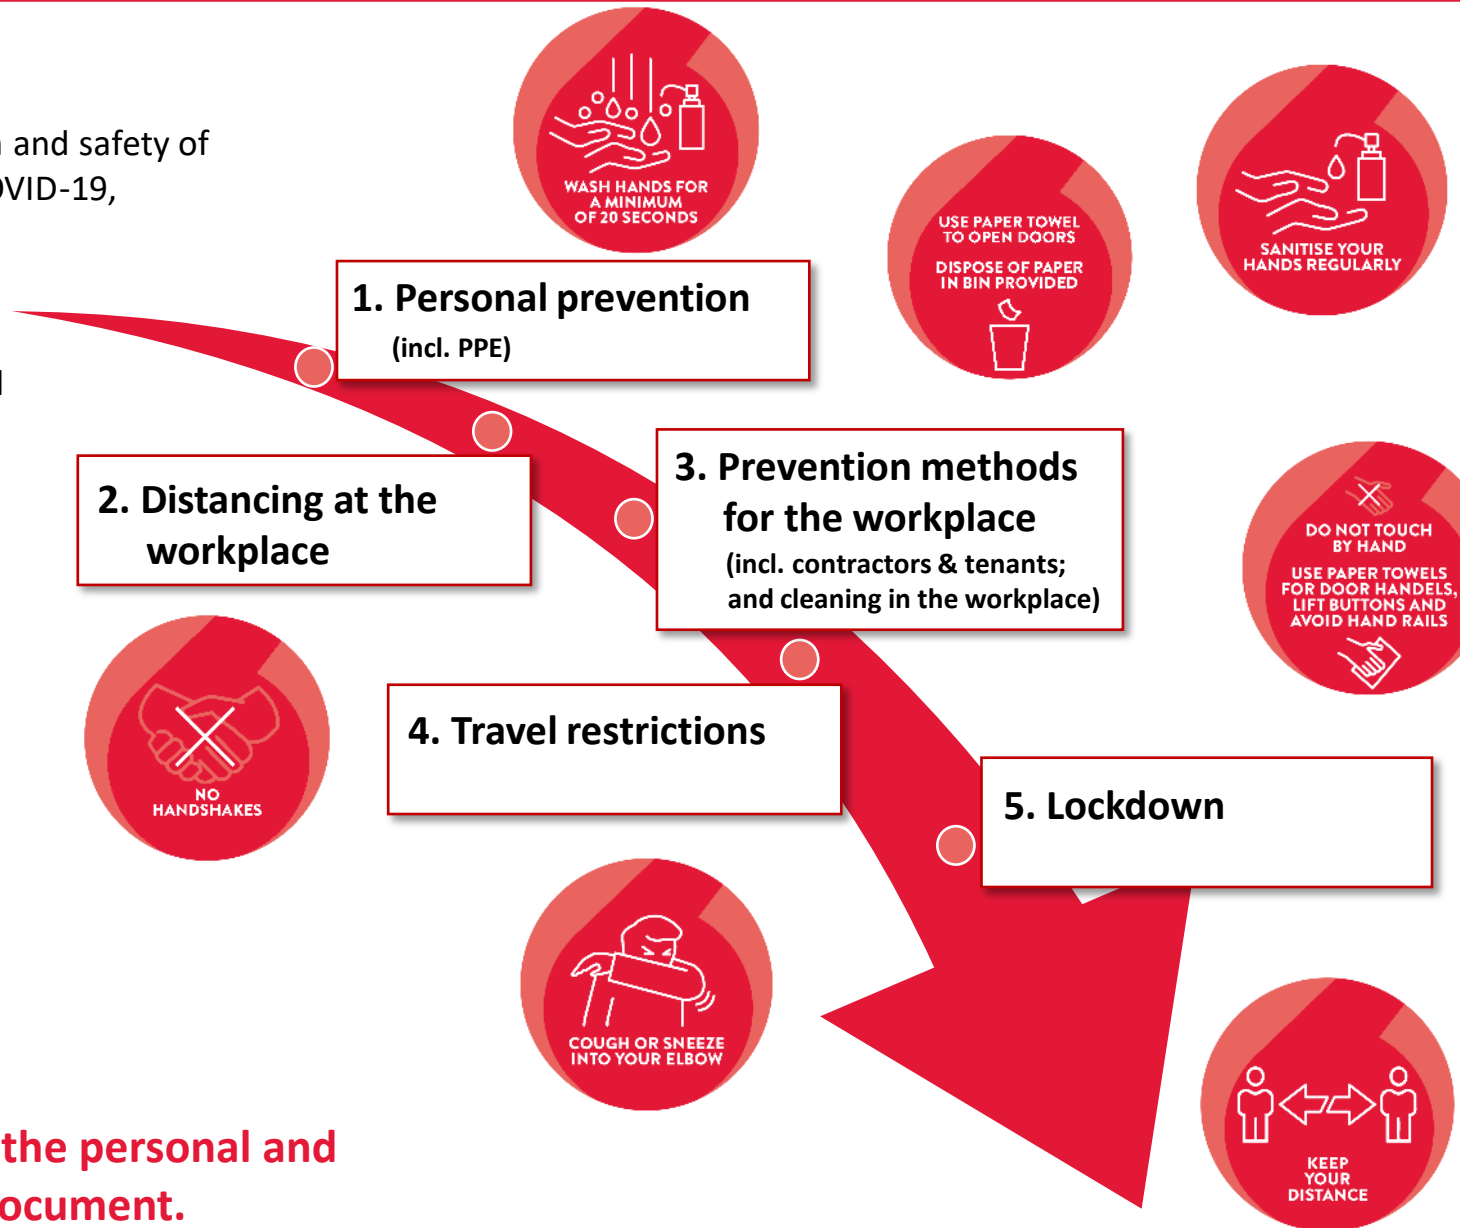 WASH HANDS FOR
A MINIMUM
OF 20 SECONDS
and safety of
OVID-19,
USE PAPER TOWEL
TO OPEN DOORS
DISPOSE OF PAPER
IN BIN PROVIDED
SANITISE YOUR
HANDS REGULARLY
1. Personal prevention
(incl. PPE)
2. Distancing at the
workplace
3. Prevention methods
for the workplace
(incl. contractors & tenants;
and cleaning in the workplace)
DO NOT TOUCH
BY HAND
USE PAPER TOWELS
FOR DOOR HANDELS,
LIFT BUTTONS AND
AVOID HAND RAILS
NO
HANDSHAKES
4. Travel restrictions
5. Lockdown
COUGH OR SNEEZE
INTO YOUR ELBOW
KEEP
YOUR
DISTANCE
the personal and
ocument.